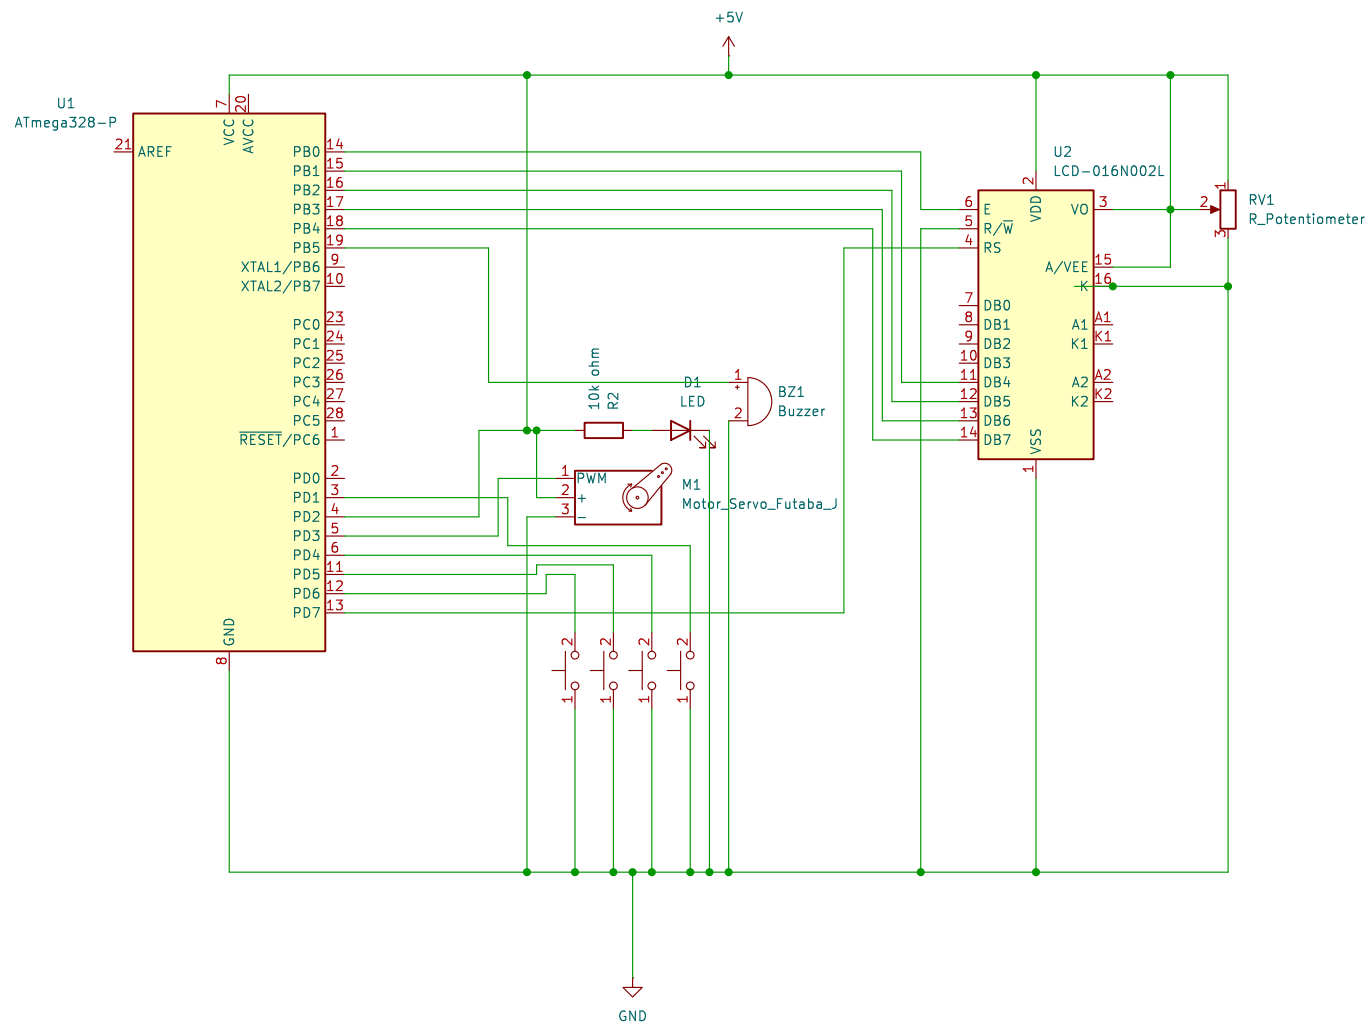 +5V
U1
ATmega328-P
7
20
VCC
AVCC
21
AREF
PB0
14
PB1
15
PB2
16
PB3
17
PB4
18
PB5
19
XTAL1/PB6
9
XTAL2/PB7
10
PC0
23
PC1
24
PC2
25
PC3
26
PC4
27
PC5
28
RESET/PC6
1
PD0
2
PD1
3
PD2
4
PD3
5
PD4
6
PD5
11
PD6
12
PD7
13
GND
8
10k ohm
R2
D1
LED
1
+
2
BZ1
Buzzer
1
PWM
2
+
3
−
M1
Motor_Servo_Futaba_J
2
2
2
2
1
1
1
1
U2
LCD-016N002L
2
VDD
6
E
5
R/W
4
RS
7
DB0
8
DB1
9
DB2
10
DB3
11
DB4
12
DB5
13
DB6
14
DB7
VO
3
A/VEE
15
K
16
A1
A1
K1
K1
A2
A2
K2
K2
VSS
1
1
2
3
RV1
R_Potentiometer
GND